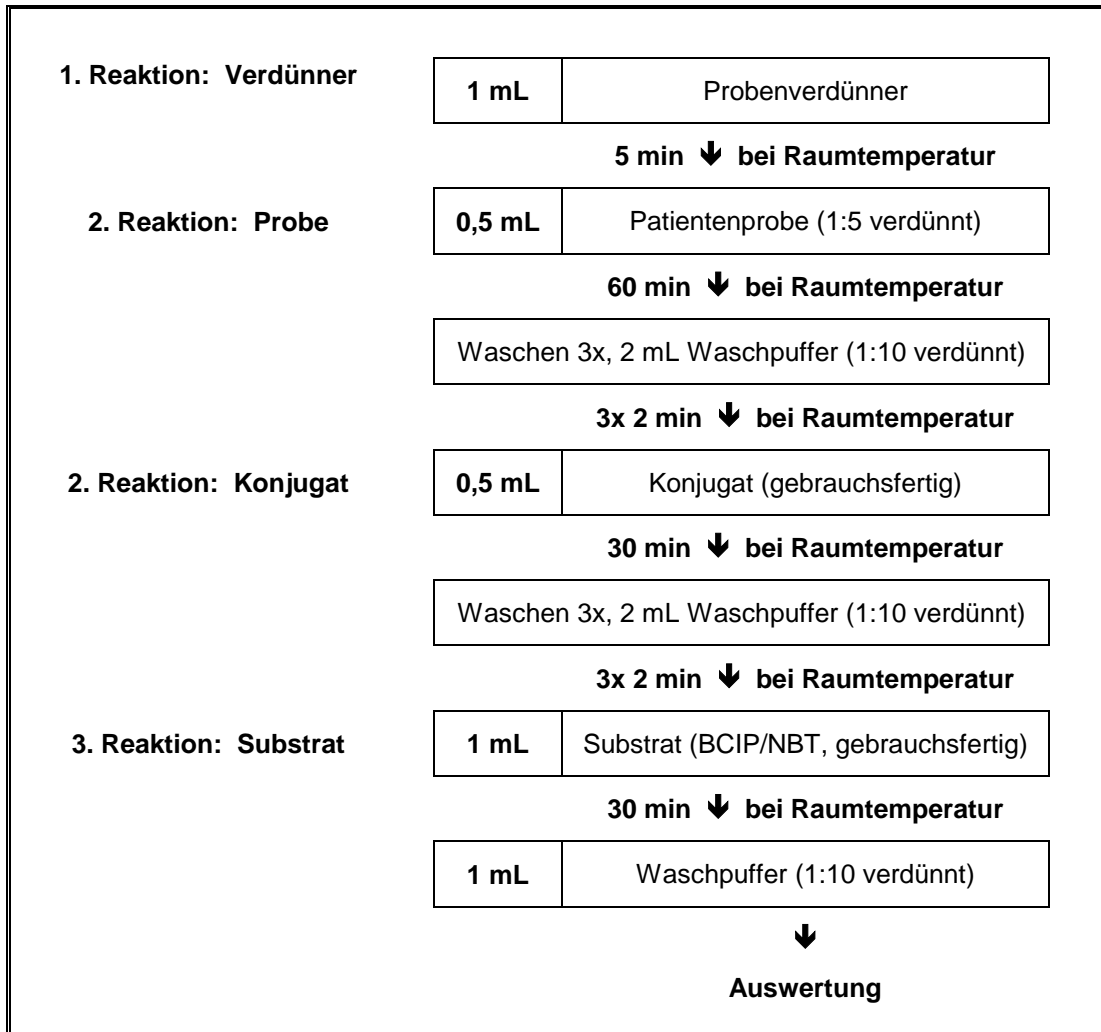 1. Reaktion: Verdünner
1 mL Probenverdünner
5 min 🡫 bei Raumtemperatur
2. Reaktion: Probe
0,5 mL Patientenprobe (1:5 verdünnt)
60 min 🡫 bei Raumtemperatur
Waschen 3x, 2 mL Waschpuffer (1:10 verdünnt)
3x 2 min 🡫 bei Raumtemperatur
2. Reaktion: Konjugat
0,5 mL Konjugat (gebrauchsfertig)
30 min 🡫 bei Raumtemperatur
Waschen 3x, 2 mL Waschpuffer (1:10 verdünnt)
3x 2 min 🡫 bei Raumtemperatur
3. Reaktion: Substrat
1 mL Substrat (BCIP/NBT, gebrauchsfertig)
30 min 🡫 bei Raumtemperatur
1 mL Waschpuffer (1:10 verdünnt)
🡫
Auswertung